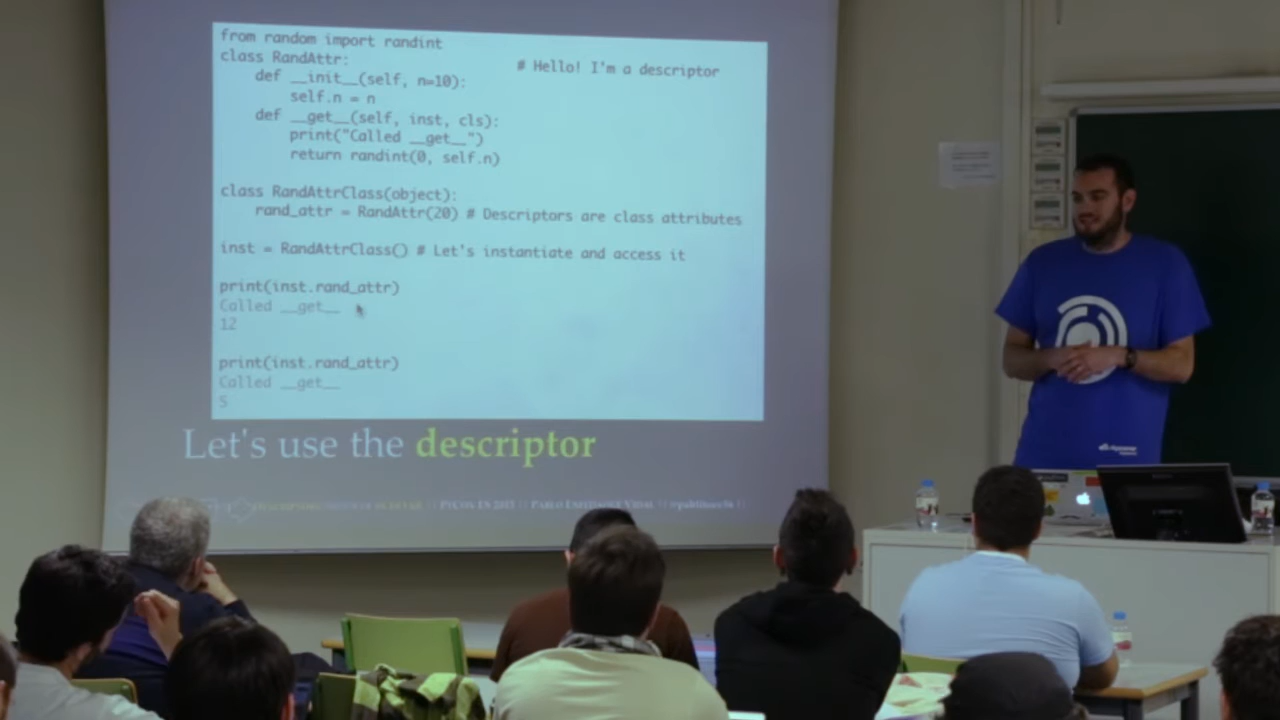 from random import randint
class RandAttr: # Hello! I'm a descriptor
    def __init__(self, n=10):
        self.n = n
    def __get__(self, inst, cls):
        print("Called __get__")
        return randint(0, self.n)
class RandAttrClass(object):
    rand_attr = RandAttr(20) # Descriptors are class attributes
inst = RandAttrClass() # Let's instantiate and access it
print(inst.rand_attr)
Called __get__
12
print(inst.rand_attr)
Called __get__
5
Let's use the descriptor